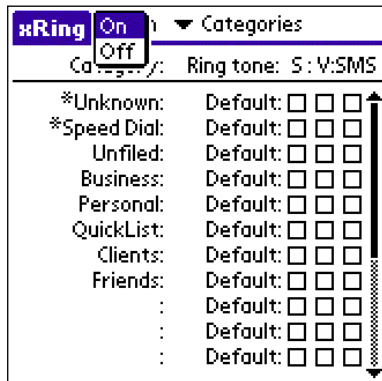 xRing On Categories
Off
Ring tone: S : V:SMS
*Unknown: Default:
*Speed Dial: Default:
Unfiled: Default:
Business: Default:
Personal: Default:
QuickList: Default:
Clients: Default:
Friends: Default:
: Default:
: Default:
: Default: